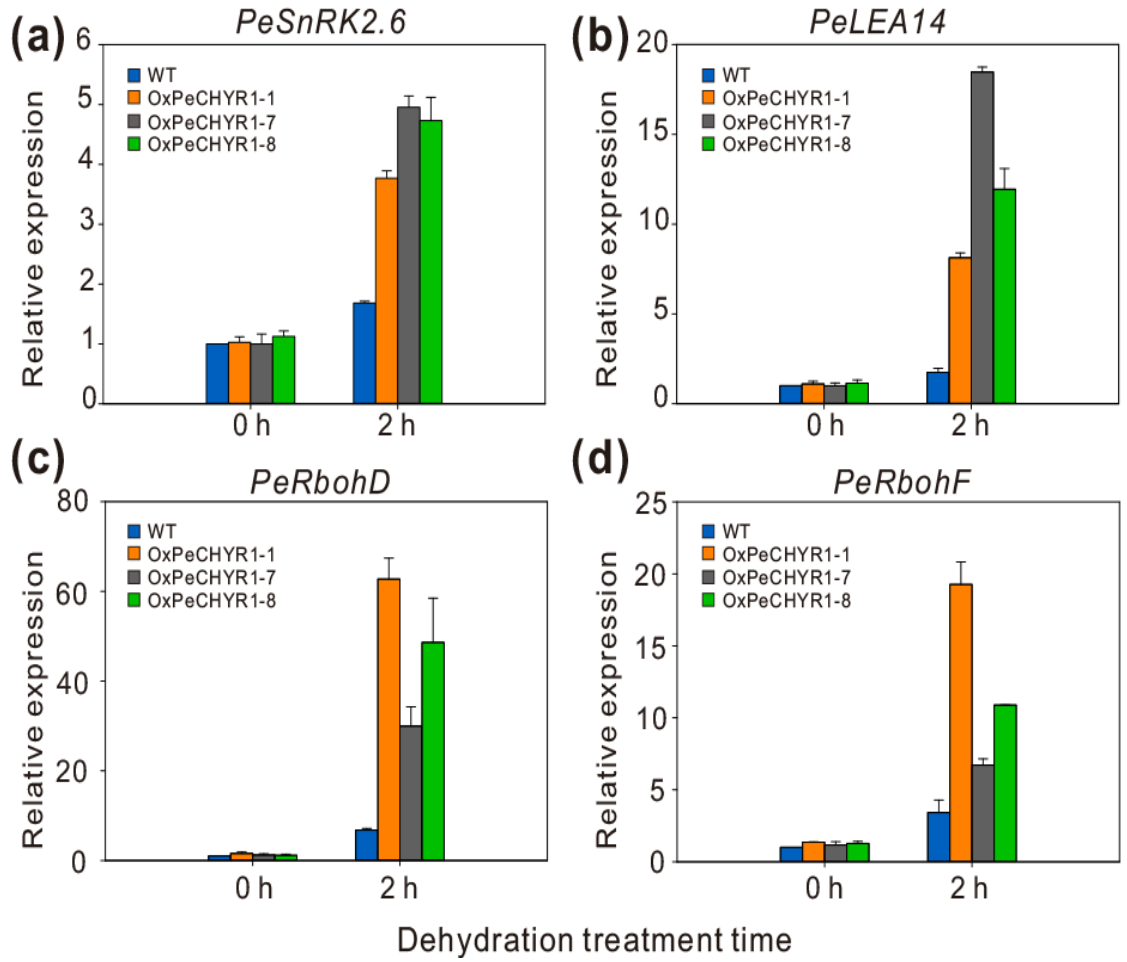 (a)
PeSnRK2.6
Relative expression
6
5
4
3
2
1
0
WT
OxPeCHYR1-1
OxPeCHYR1-7
OxPeCHYR1-8
0 h
2 h
(b)
PeLEA14
Relative expression
20
15
10
5
0
WT
OxPeCHYR1-1
OxPeCHYR1-7
OxPeCHYR1-8
0 h
2 h
(c)
PeRbohD
Relative expression
80
60
40
20
0
WT
OxPeCHYR1-1
OxPeCHYR1-7
OxPeCHYR1-8
0 h
2 h
(d)
PeRbohF
Relative expression
25
20
15
10
5
0
WT
OxPeCHYR1-1
OxPeCHYR1-7
OxPeCHYR1-8
0 h
2 h
Dehydration treatment time